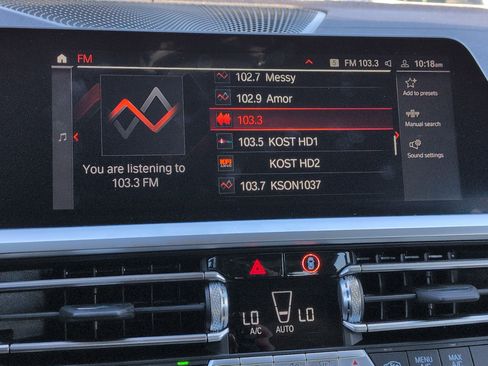 FM
S FM 103.3 10:18am
102.7 Messy
102.9 Amor
103.3
103.5 KOST HD1
KOST HD2
103.7 KSON1037
You are listening to
103.3 FM
Add to presets
Manual search
Sound settings
LO
A/C
AUTO
LO
MENU
A/C
MAX
A/C